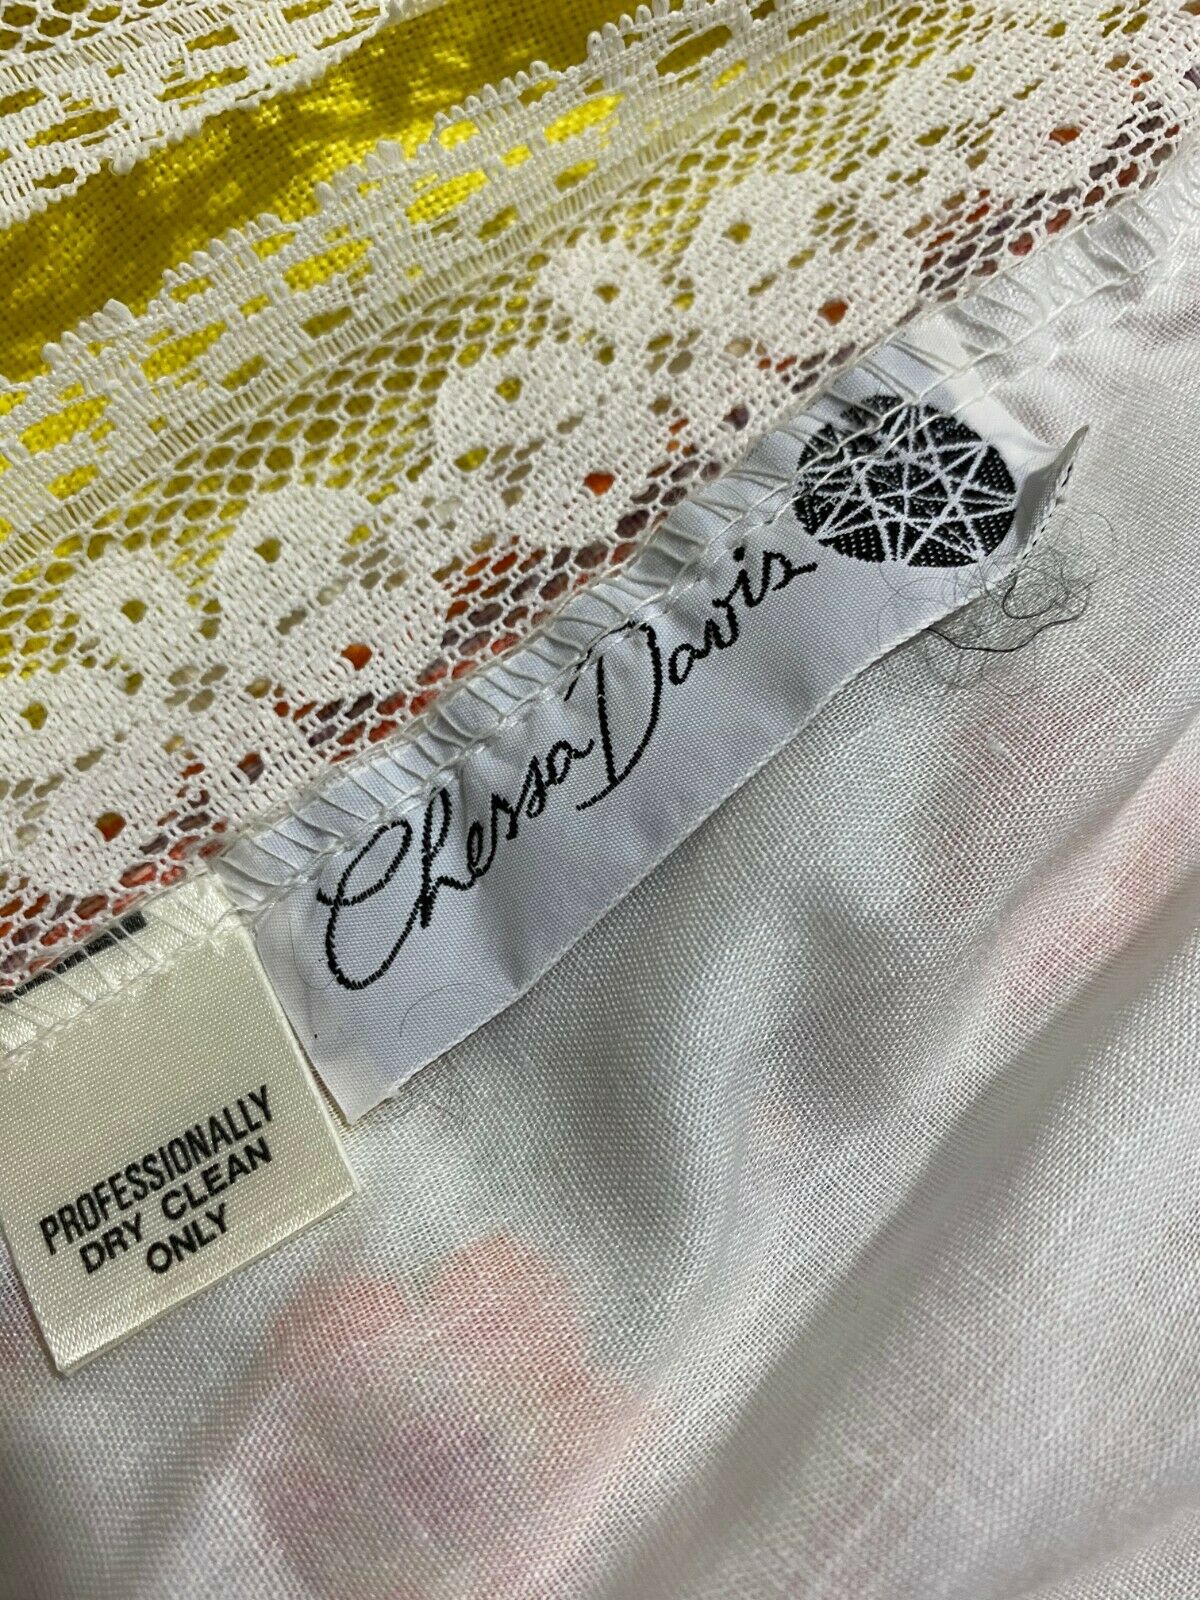 Chessa Davis
PROFESSIONALLY
DRY CLEAN
ONLY